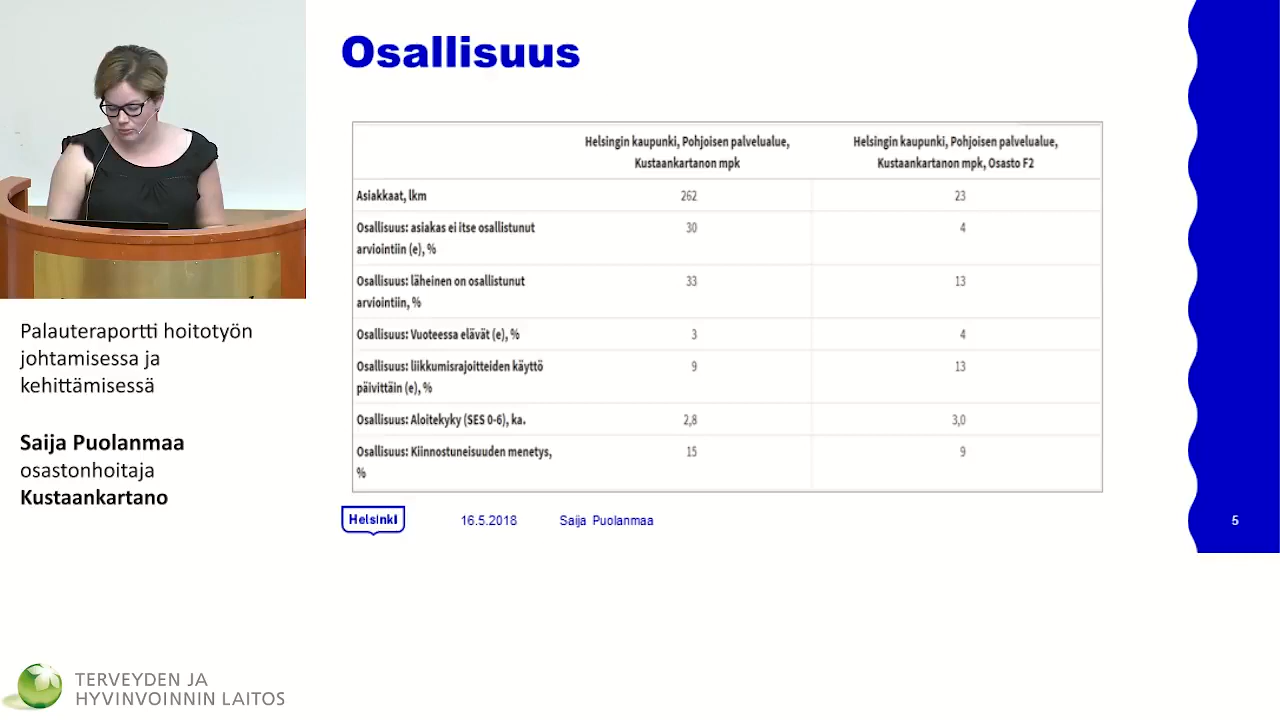 Osallisuus
Helsingin kaupunki, Pohjoisen palvelualue,
Kustaankartanon mpk
Helsingin kaupunki, Pohjoisen palvelualue,
Kustaankartanon mpk, Osasto F2
Asiakkaat, lkm
262
23
Osallisuus: asiakas ei itse osallistunut
arviointiin (e), %
30
4
Osallisuus: läheinen on osallistunut
arviointiin, %
33
13
Osallisuus: Vuoteessa elävät (e), %
3
4
Osallisuus: liikkumisrajoitteiden käyttö
päivittäin (e), %
9
13
Osallisuus: Aloitekyky (SES 0-6), ka.
2,8
3,0
Osallisuus: Kiinnostuneisuuden menetys,
%
15
9
Helsinki
16.5.2018
Saija Puolanmaa
5
Palauteraportti hoitotyön
johtamisessa ja
kehittämisessä
Saija Puolanmaa
osastonhoitaja
Kustaankartano
TERVEYDEN JA
HYVINVOINNIN LAITOS